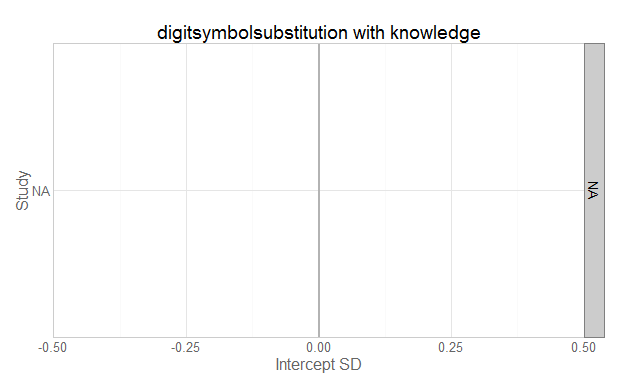 digitsymbolsubstitution with knowledge
Study
NA
NA
-0.50 -0.25 0.00 0.25 0.50
Intercept SD